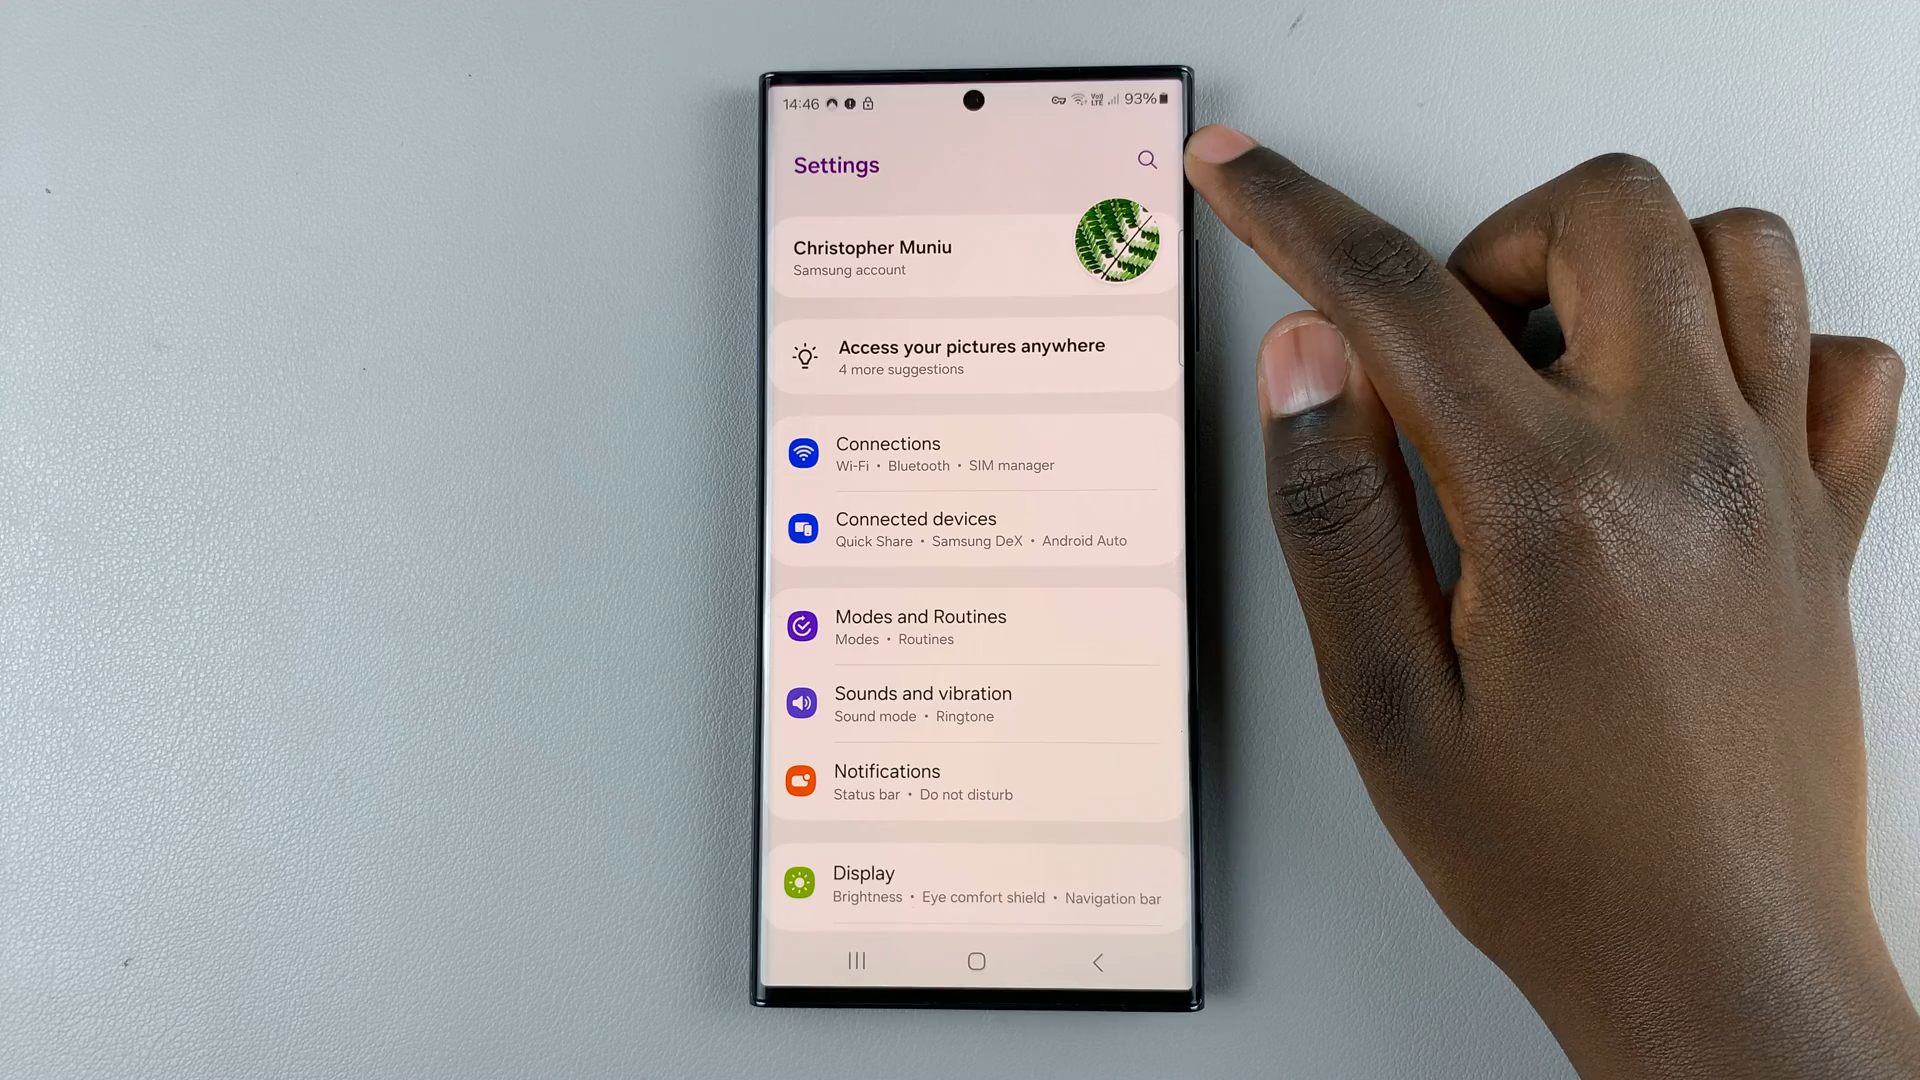 14:46 Vo) LTE 93%
Settings
Christopher Muniu
Samsung account
Access your pictures anywhere
4 more suggestions
Connections
Wi-Fi • Bluetooth • SIM manager
Connected devices
Quick Share • Samsung DeX • Android Auto
Modes and Routines
Modes • Routines
Sounds and vibration
Sound mode • Ringtone
Notifications
Status bar • Do not disturb
Display
Brightness • Eye comfort shield • Navigation bar